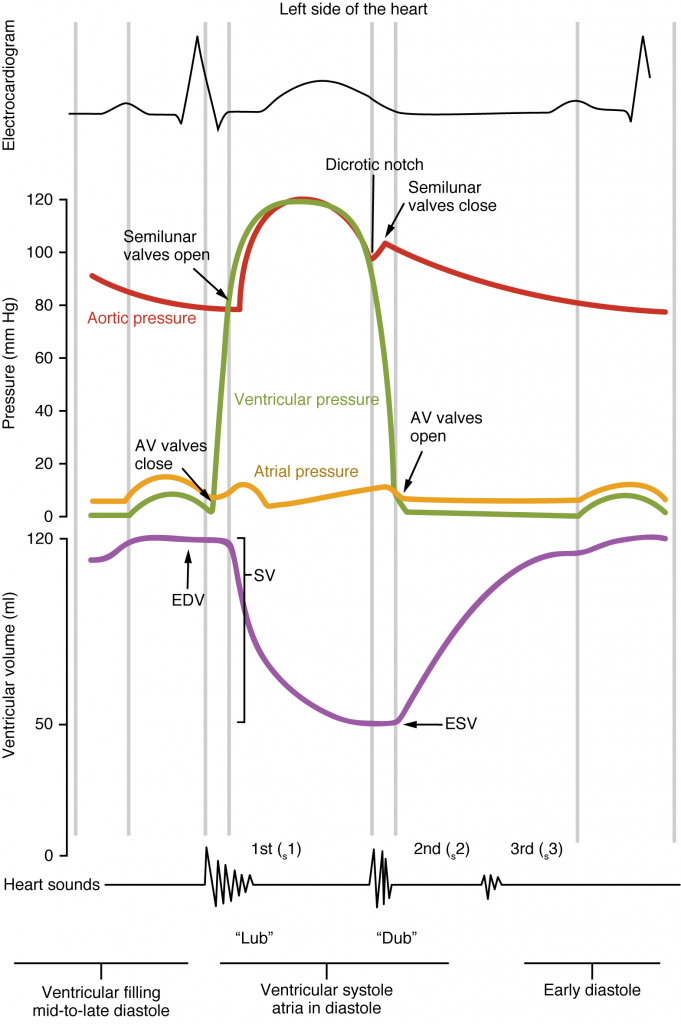 Left side of the heart
Electrocardiogram
Dicrotic notch
Semilunar
valves close
Semilunar
valves open
Pressure (mm Hg)
120
100
80
60
40
20
0
Aortic pressure
Ventricular pressure
AV valves
close
Atrial pressure
AV valves
open
Ventricular volume (ml)
120
50
0
EDV
SV
ESV
1st (s1)
2nd (s2)
3rd (s3)
Heart sounds
“Lub”
“Dub”
Ventricular filling
mid-to-late diastole
Ventricular systole
atria in diastole
Early diastole